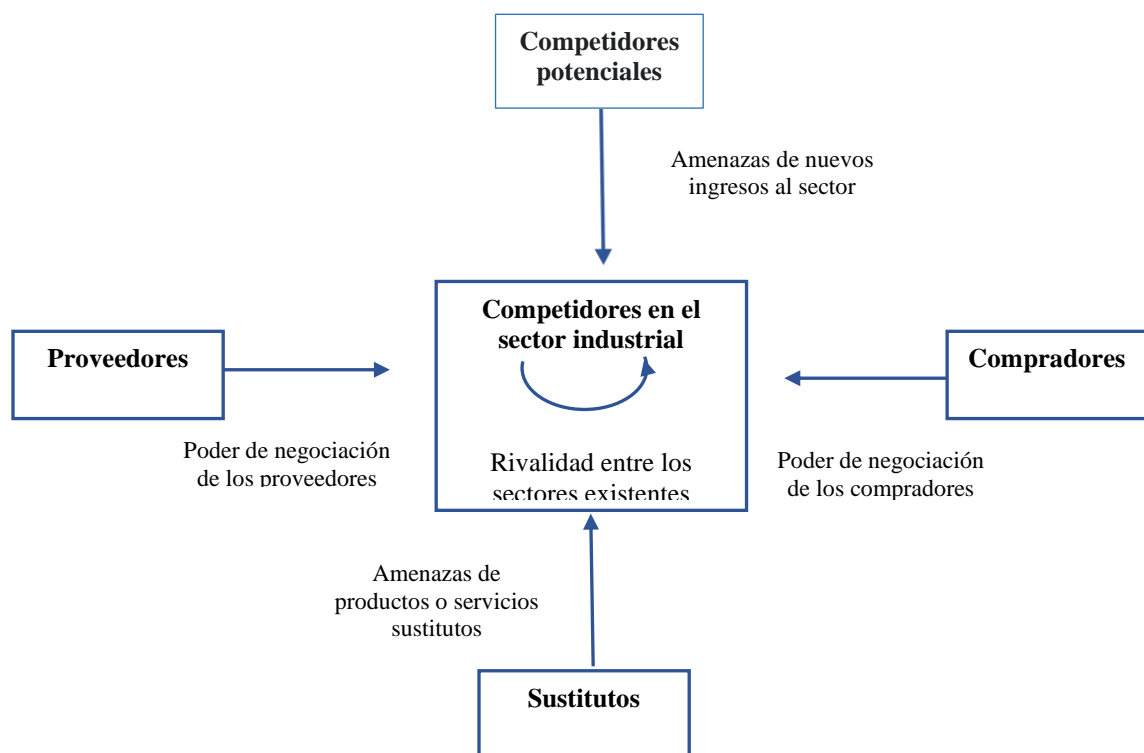 Competidores
potenciales
Amenazas de nuevos
ingresos al sector
Competidores en el
sector industrial
Proveedores
Compradores
Poder de negociación
de los proveedores
Rivalidad entre los
sectores existentes
Poder de negociación
de los compradores
Amenazas de
productos o servicios
sustitutos
Sustitutos